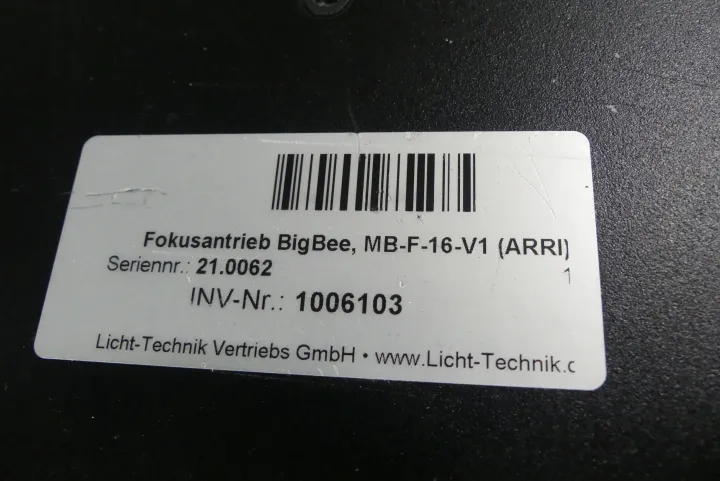 Fokusantrieb BigBee, MB-F-16-V1 (ARRI)
Seriennr.: 21.0062 1
INV-Nr.: 1006103
Licht-Technik Vertriebs GmbH • www.Licht-Technik.c